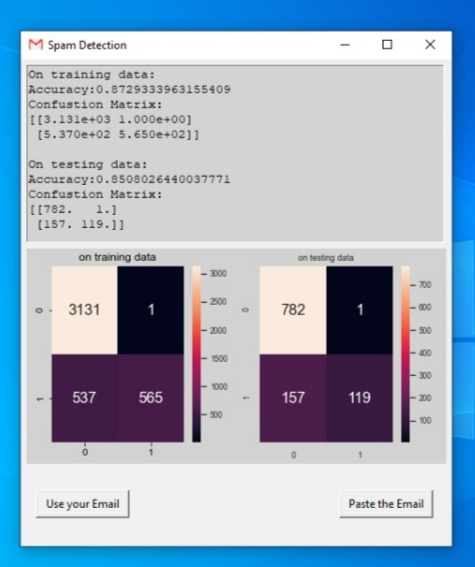 Spam Detection
On training data:
Accuracy:0.8729333963155409
Confustion Matrix:
[[3.131e+03 1.000e+00]
[5.370e+02 5.650e+02]]
On testing data:
Accuracy:0.8508026440037771
Confustion Matrix:
[[782. 1.]
[157. 119.]]
on training data
0
3131
1
1
537
565
0
1
3000
2500
2000
1500
1000
500
on testing data
0
782
1
1
157
119
0
1
700
600
500
400
300
200
100
Use your Email
Paste the Email